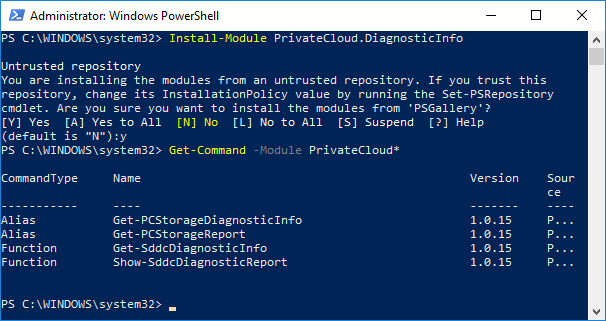 Administrator: Windows PowerShell
PS C:\WINDOWS\system32> Install-Module PrivateCloud.DiagnosticInfo
Untrusted repository
You are installing the modules from an untrusted repository. If you trust this
repository, change its InstallationPolicy value by running the Set-PSRepository
cmdlet. Are you sure you want to install the modules from 'PSGallery'?
[Y] Yes  [A] Yes to All  [N] No  [L] No to All  [S] Suspend  [?] Help
(default is "N"):y
PS C:\WINDOWS\system32> Get-Command -Module PrivateCloud*
CommandType     Name                                               Version    Sour
                                                                              ce
-----------     ----                                               -------    ----
Alias           Get-PCStorageDiagnosticInfo                        1.0.15     P...
Alias           Get-PCStorageReport                                1.0.15     P...
Function        Get-SddcDiagnosticInfo                             1.0.15     P...
Function        Show-SddcDiagnosticReport                          1.0.15     P...
PS C:\WINDOWS\system32> _